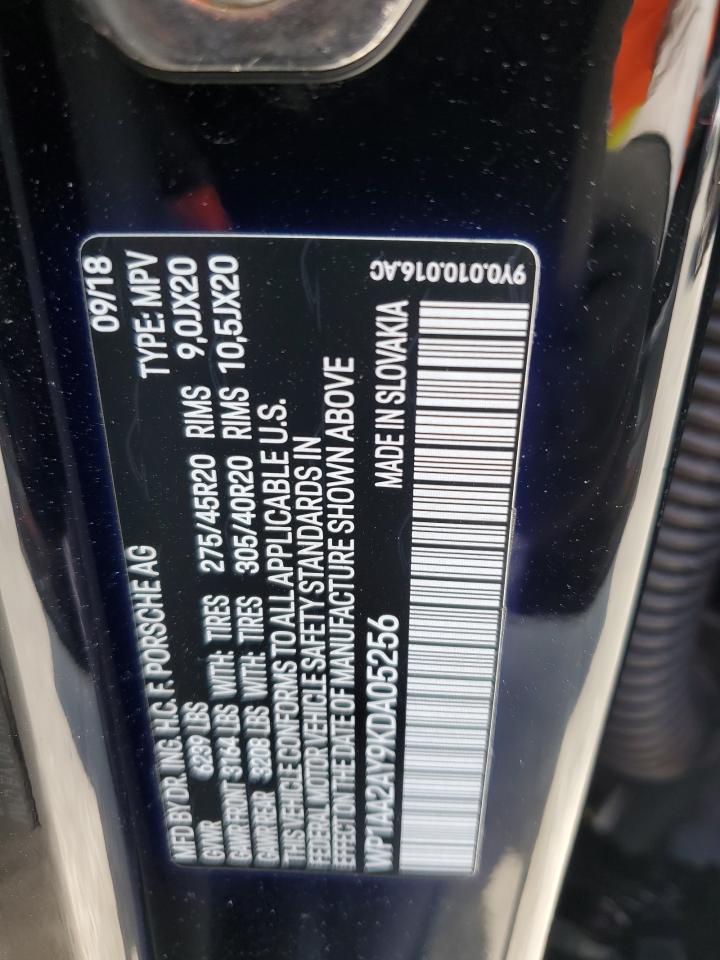 MFD BY DR. ING. H.C. F. PORSCHE AG 09/18
GVWR 6239 LBS TYPE: MPV
GAWR FRONT 3164 LBS WITH: TIRES 275/45R20 RIMS 9,0JX20
GAWR REAR 3208 LBS WITH: TIRES 305/40R20 RIMS 10,5JX20
THIS VEHICLE CONFORMS TO ALL APPLICABLE U.S.
FEDERAL MOTOR VEHICLE SAFETY STANDARDS IN
EFFECT ON THE DATE OF MANUFACTURE SHOWN ABOVE
WP1AA2AY9KDA05256 MADE IN SLOVAKIA
9Y0.010.016.AC